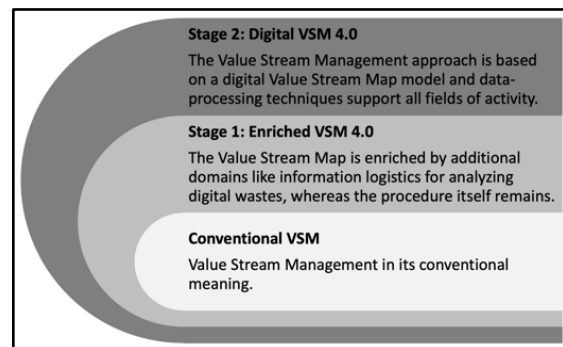 Stage 2: Digital VSM 4.0
The Value Stream Management approach is based
on a digital Value Stream Map model and data-
processing techniques support all fields of activity.
Stage 1: Enriched VSM 4.0
The Value Stream Map is enriched by additional
domains like information logistics for analyzing
digital wastes, whereas the procedure itself remains.
Conventional VSM
Value Stream Management in its conventional
meaning.